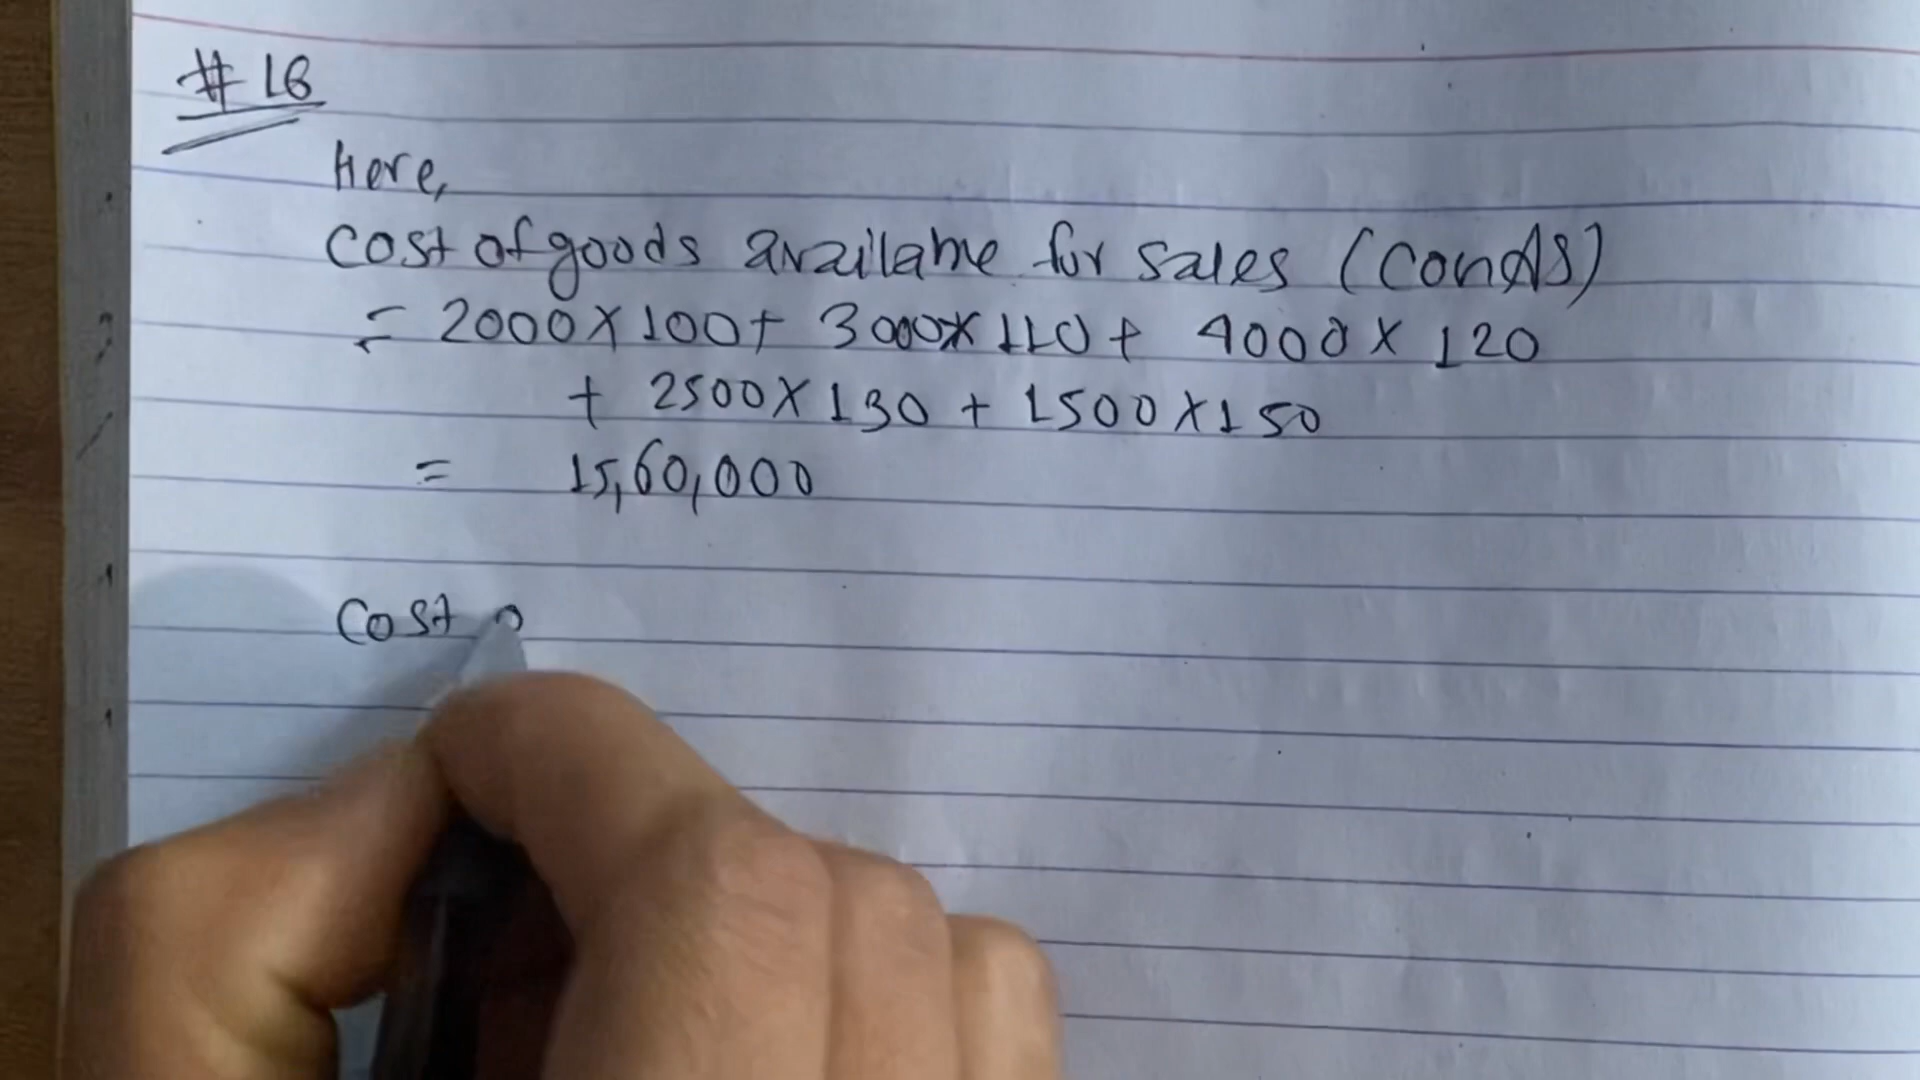 # 16
Here,
Cost of goods available for sales (COGAS)
= 2000 X 100 + 3000 X 110 + 4000 X 120
+ 2500 X 130 + 1500 X 150
= 15,60,000
Cost o